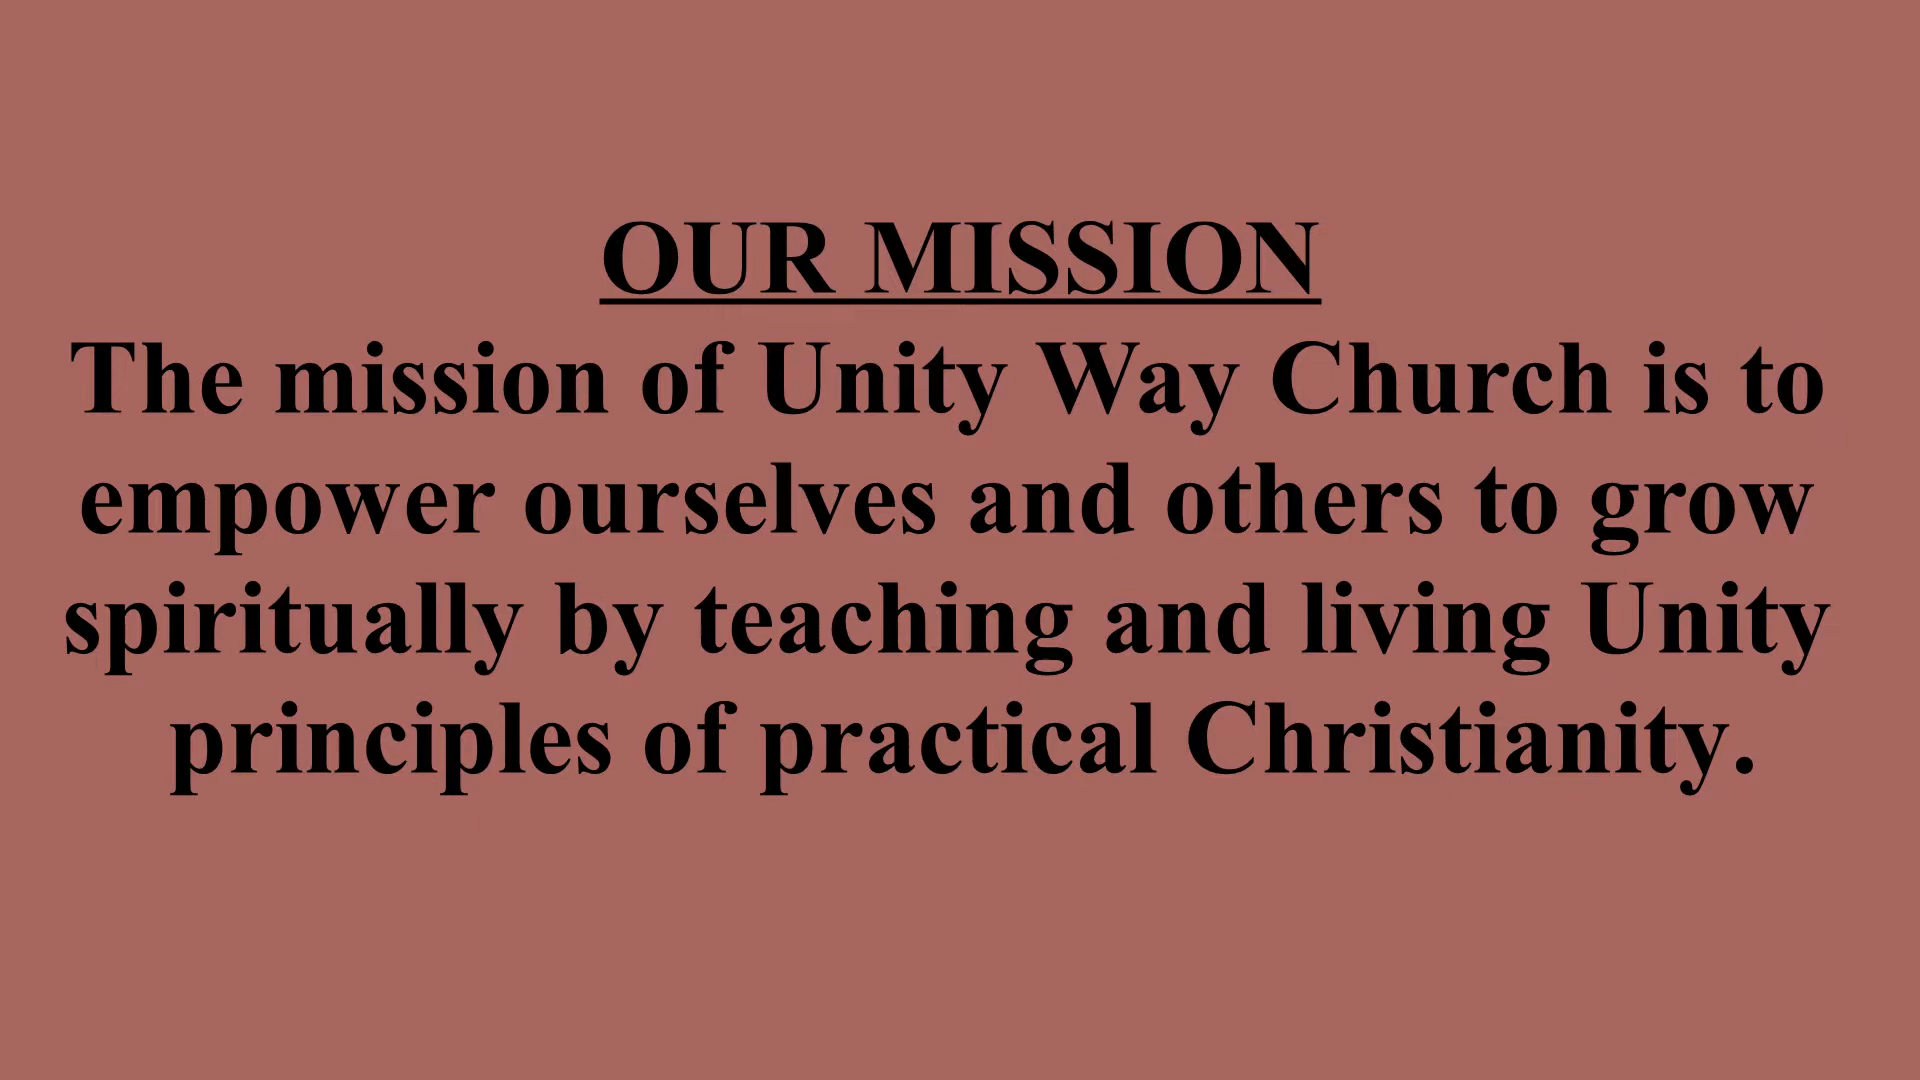 OUR MISSION
The mission of Unity Way Church is to
empower ourselves and others to grow
spiritually by teaching and living Unity
principles of practical Christianity.